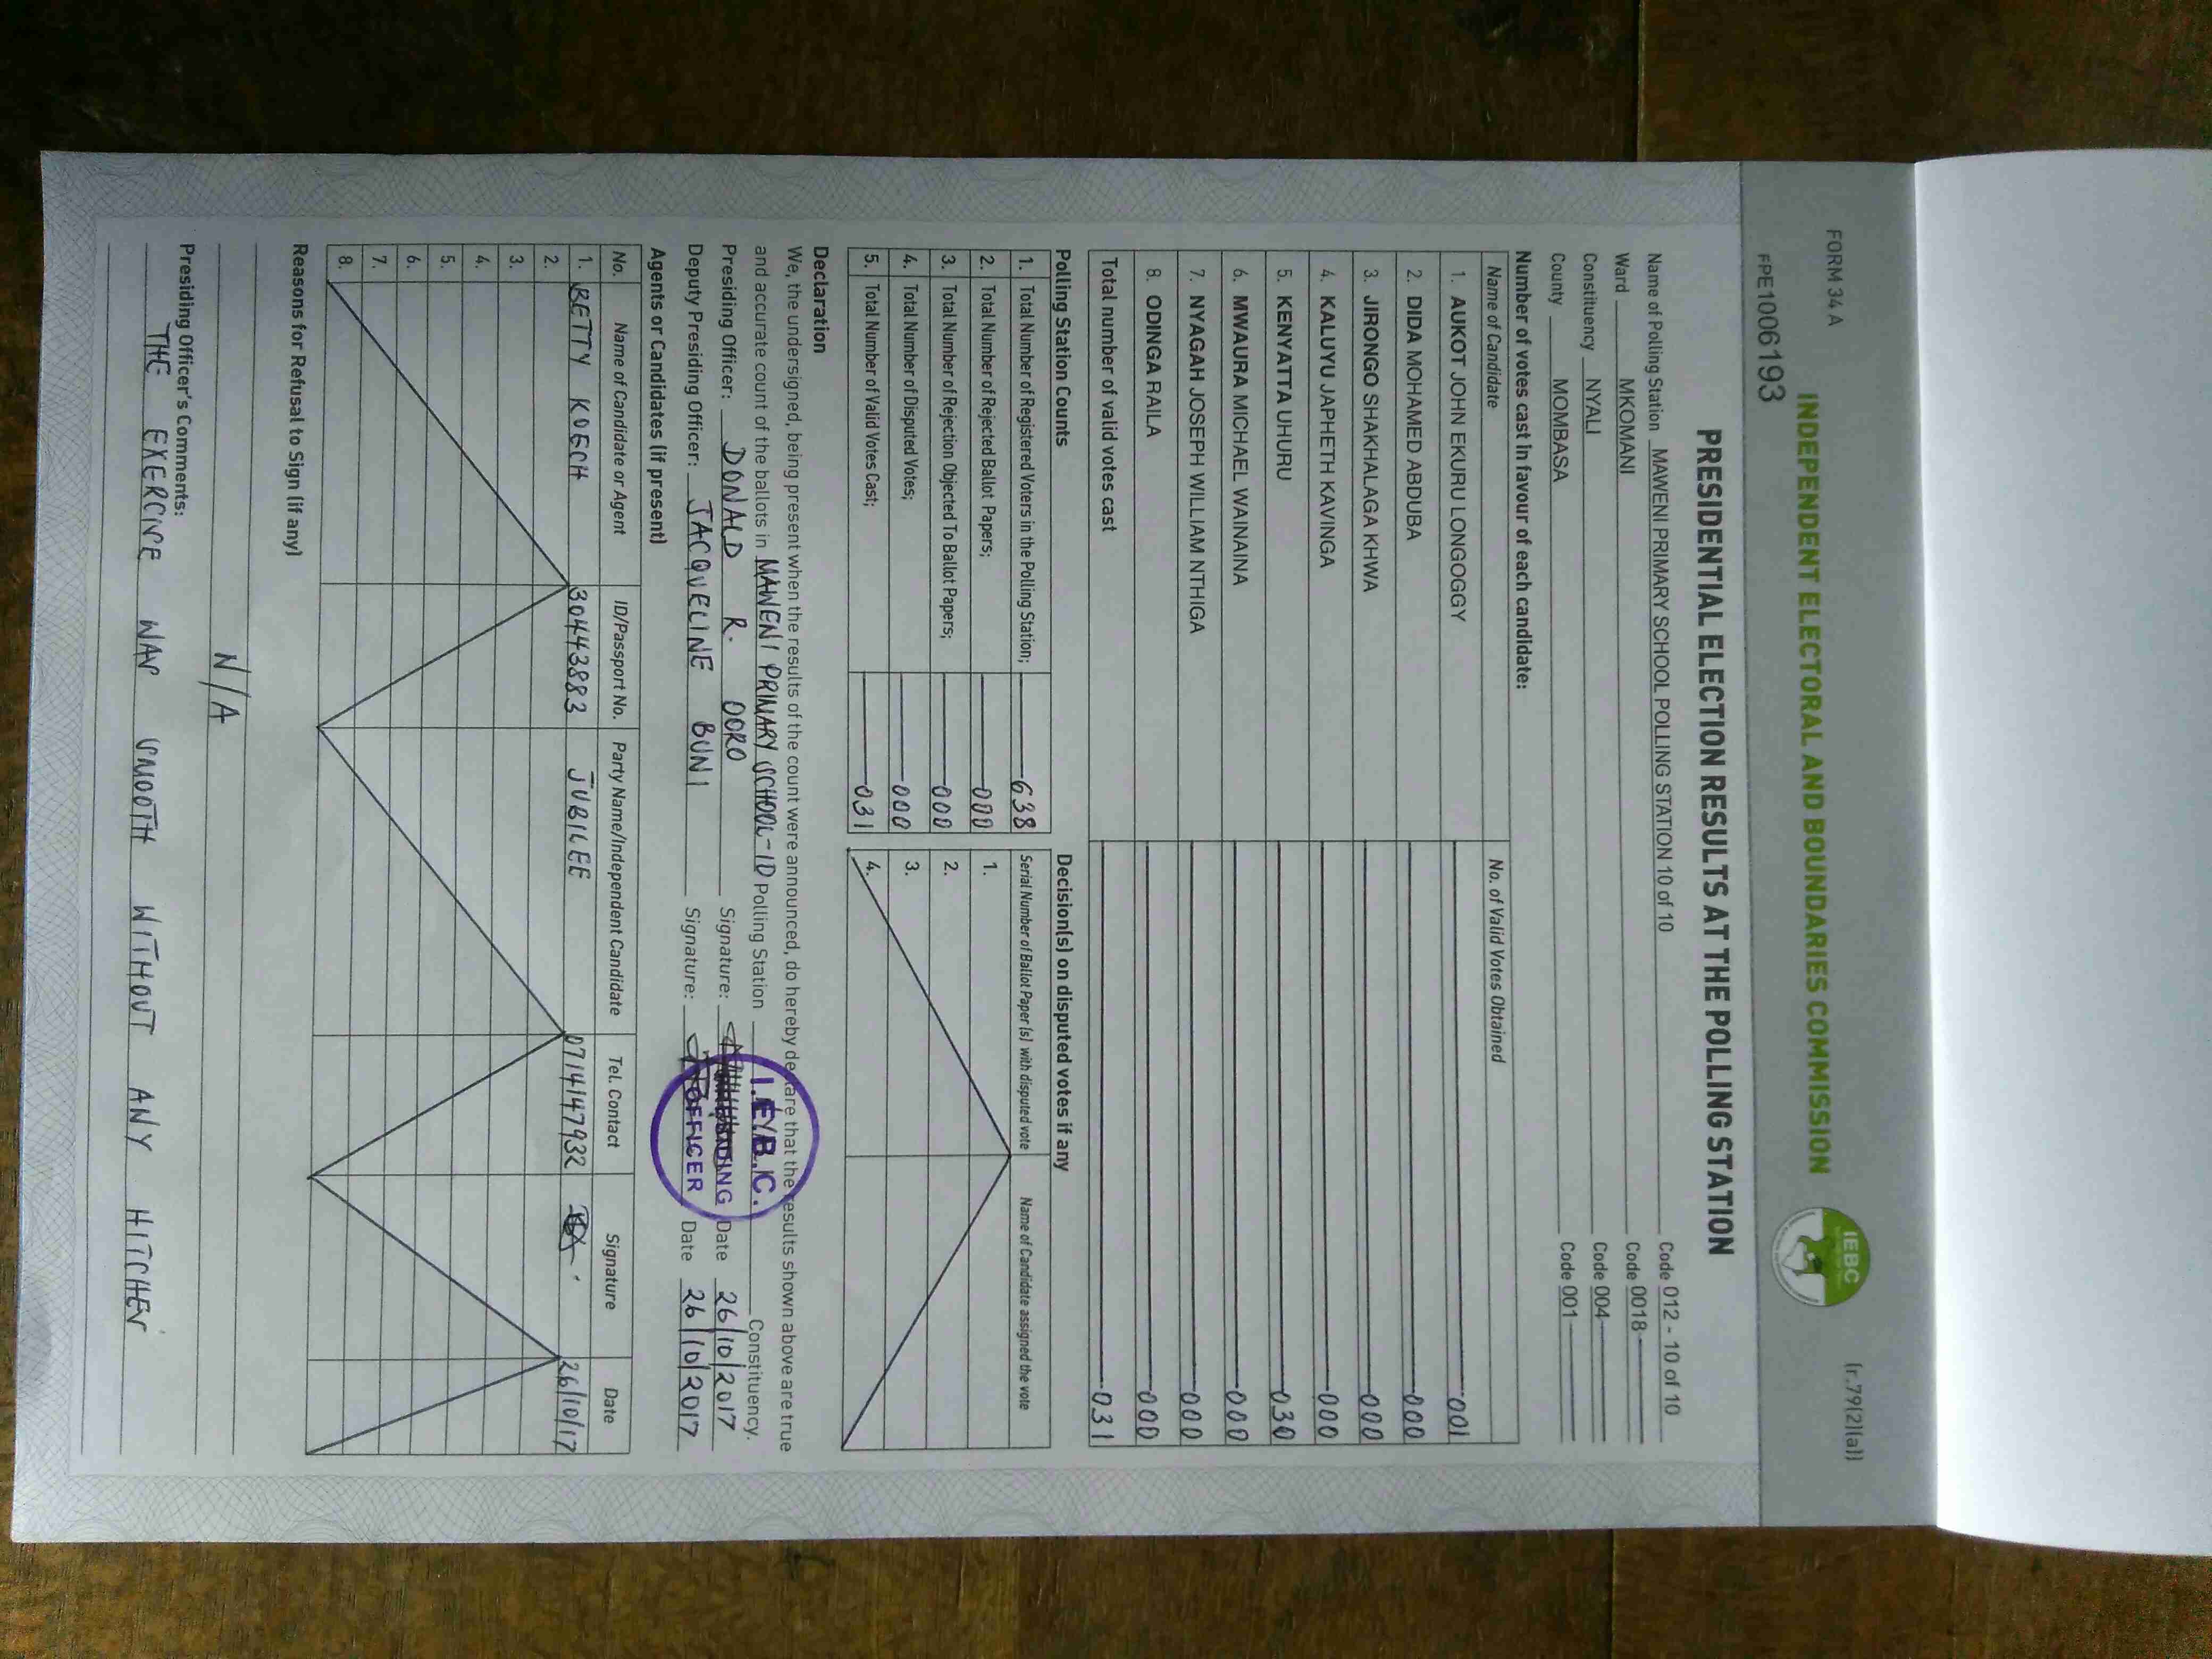 FORM 34 A
(r.79(2)(a))
INDEPENDENT ELECTORAL AND BOUNDARIES COMMISSION
IEBC
FPE1006193
PRESIDENTIAL ELECTION RESULTS AT THE POLLING STATION
Name of Polling Station MAWENI PRIMARY SCHOOL POLLING STATION 10 of 10 Code 012 - 10 of 10
Ward MKOMANI Code 0018
Constituency NYALI Code 004
County MOMBASA Code 001
Number of votes cast in favour of each candidate:
Name of Candidate No. of Valid Votes Obtained
1. AUKOT JOHN EKURU LONGOGGY 001
2. DIDA MOHAMED ABDUBA 000
3. JIRONGO SHAKHALAGA KHWA 000
4. KALUYU JAPHETH KAVINGA 000
5. KENYATTA UHURU 030
6. MWAURA MICHAEL WAINAINA 000
7. NYAGAH JOSEPH WILLIAM NTHIGA 000
8. ODINGA RAILA 000
Total number of valid votes cast 031
Polling Station Counts
1. Total Number of Registered Voters in the Polling Station; 638
2. Total Number of Rejected Ballot Papers; 000
3. Total Number of Rejection Objected To Ballot Papers; 000
4. Total Number of Disputed Votes; 000
5. Total Number of Valid Votes Cast; 031
Decision(s) on disputed votes if any
Serial Number of Ballot Paper (s) with disputed vote Name of Candidate assigned the vote
1.
2.
3.
4.
Declaration
We, the undersigned, being present when the results of the count were announced, do hereby declare that the results shown above are true
and accurate count of the ballots in MAWENI PRIMARY SCHOOL-10 Polling Station Constituency.
Presiding Officer: DONALD R. OORO Signature: Date 26/10/2017
Deputy Presiding Officer: JACQUELINE BUNI Signature: Date 26/10/2017
I.E.B.C.
PRESIDING
OFFICER
Agents or Candidates (if present)
No. Name of Candidate or Agent ID/Passport No. Party Name/Independent Candidate Tel. Contact Signature Date
1. BETTY KOECH 30443883 JUBILEE 0714147932 26/10/17
2.
3.
4.
5.
6.
7.
8.
Reasons for Refusal to Sign (if any)
N/A
Presiding Officer's Comments:
THE EXERCISE WAS SMOOTH WITHOUT ANY HITCHES